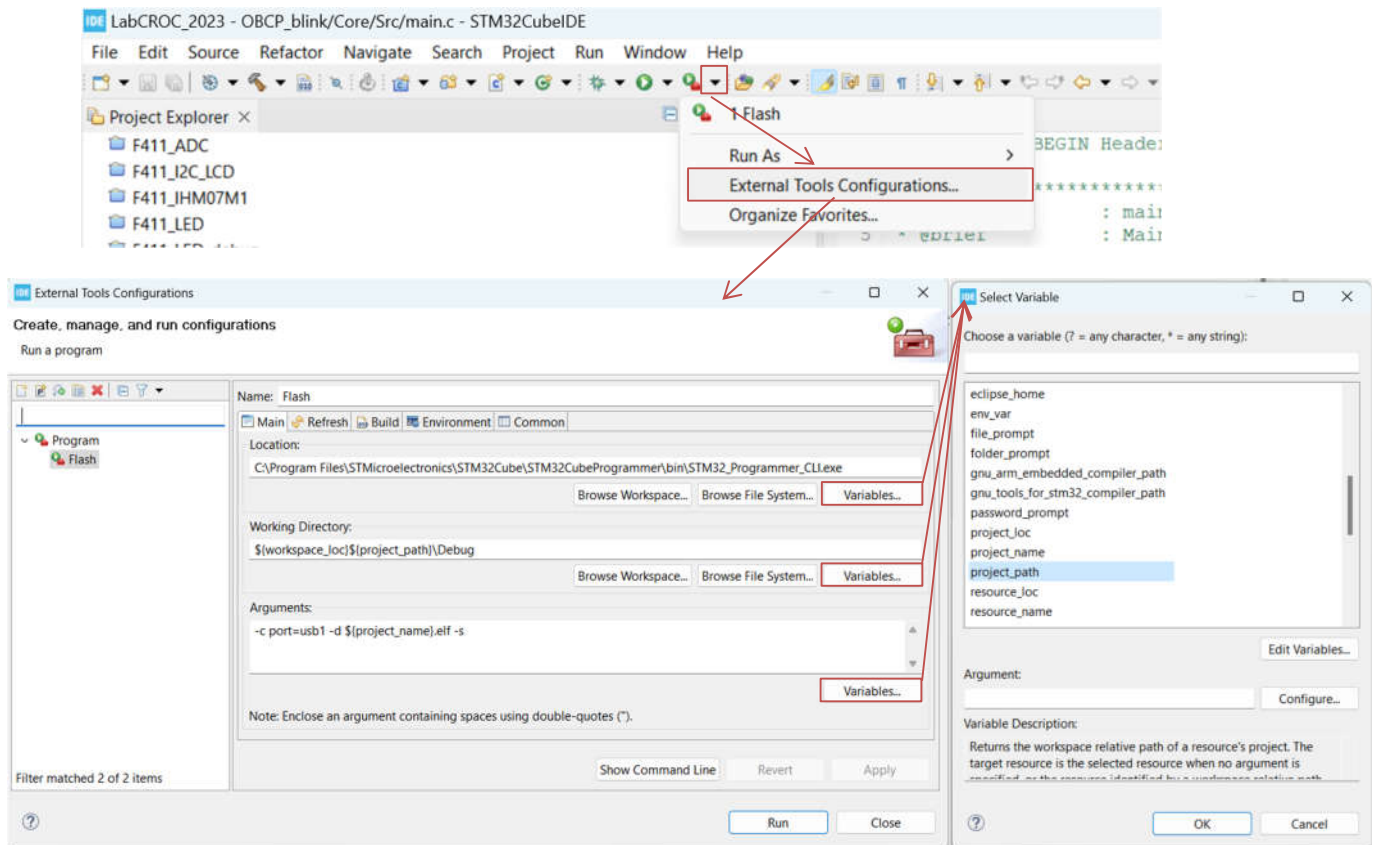 IDE LabCROC_2023 - OBCP_blink/Core/Src/main.c - STM32CubeIDE
File Edit Source Refactor Navigate Search Project Run Window Help
Project Explorer
1 Flash
F411_ADC
Run As
BEGIN Header
F411_I2C_LCD
External Tools Configurations...
************
F411_IHM07M1
Organize Favorites...
: main
F411_LED
5 * @brief : Main
IDE External Tools Configurations
Create, manage, and run configurations
Run a program
Name: Flash
Main Refresh Build Environment Common
Program
Flash
Location:
C:\Program Files\STMicroelectronics\STM32Cube\STM32CubeProgrammer\bin\STM32_Programmer_CLI.exe
Browse Workspace... Browse File System... Variables...
Working Directory:
${workspace_loc}${project_path}\Debug
Browse Workspace... Browse File System... Variables...
Arguments:
-c port=usb1 -d ${project_name}.elf -s
Variables...
Note: Enclose an argument containing spaces using double-quotes (").
Filter matched 2 of 2 items
Show Command Line Revert Apply
Run Close
IDE Select Variable
Choose a variable (? = any character, * = any string):
eclipse_home
env_var
file_prompt
folder_prompt
gnu_arm_embedded_compiler_path
gnu_tools_for_stm32_compiler_path
password_prompt
project_loc
project_name
project_path
resource_loc
resource_name
Edit Variables...
Argument:
Configure...
Variable Description:
Returns the workspace relative path of a resource's project. The
target resource is the selected resource when no argument is
OK Cancel